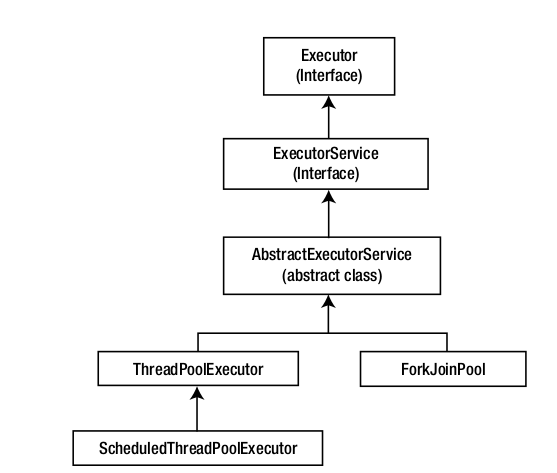 Executor
(Interface)
ExecutorService
(Interface)
AbstractExecutorService
(abstract class)
ThreadPoolExecutor
ForkJoinPool
ScheduledThreadPoolExecutor